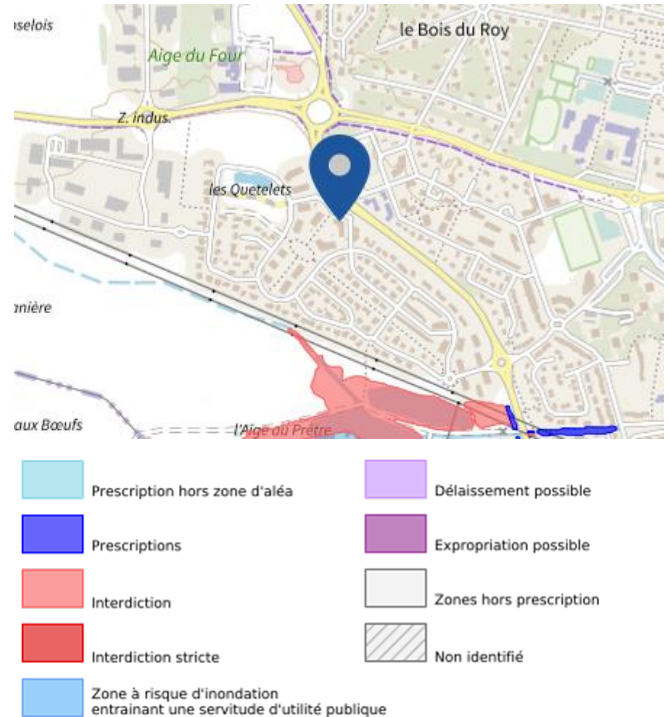 nselois
le Bois du Roy
Aige du Four
Z. indus.
les Quetelets
anière
aux Bœufs
l'Aige au Prêtre
Prescription hors zone d'aléa
Délaissement possible
Prescriptions
Expropriation possible
Interdiction
Zones hors prescription
Interdiction stricte
Non identifié
Zone à risque d'inondation
entrainant une servitude d'utilité publique